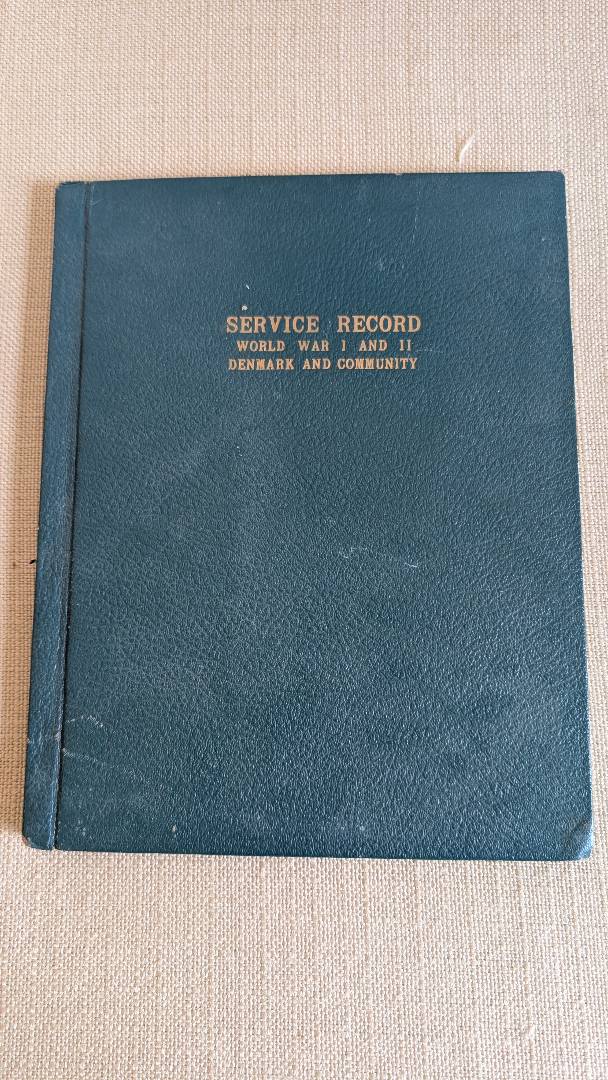 SERVICE RECORD
WORLD WAR I AND II
DENMARK AND COMMUNITY